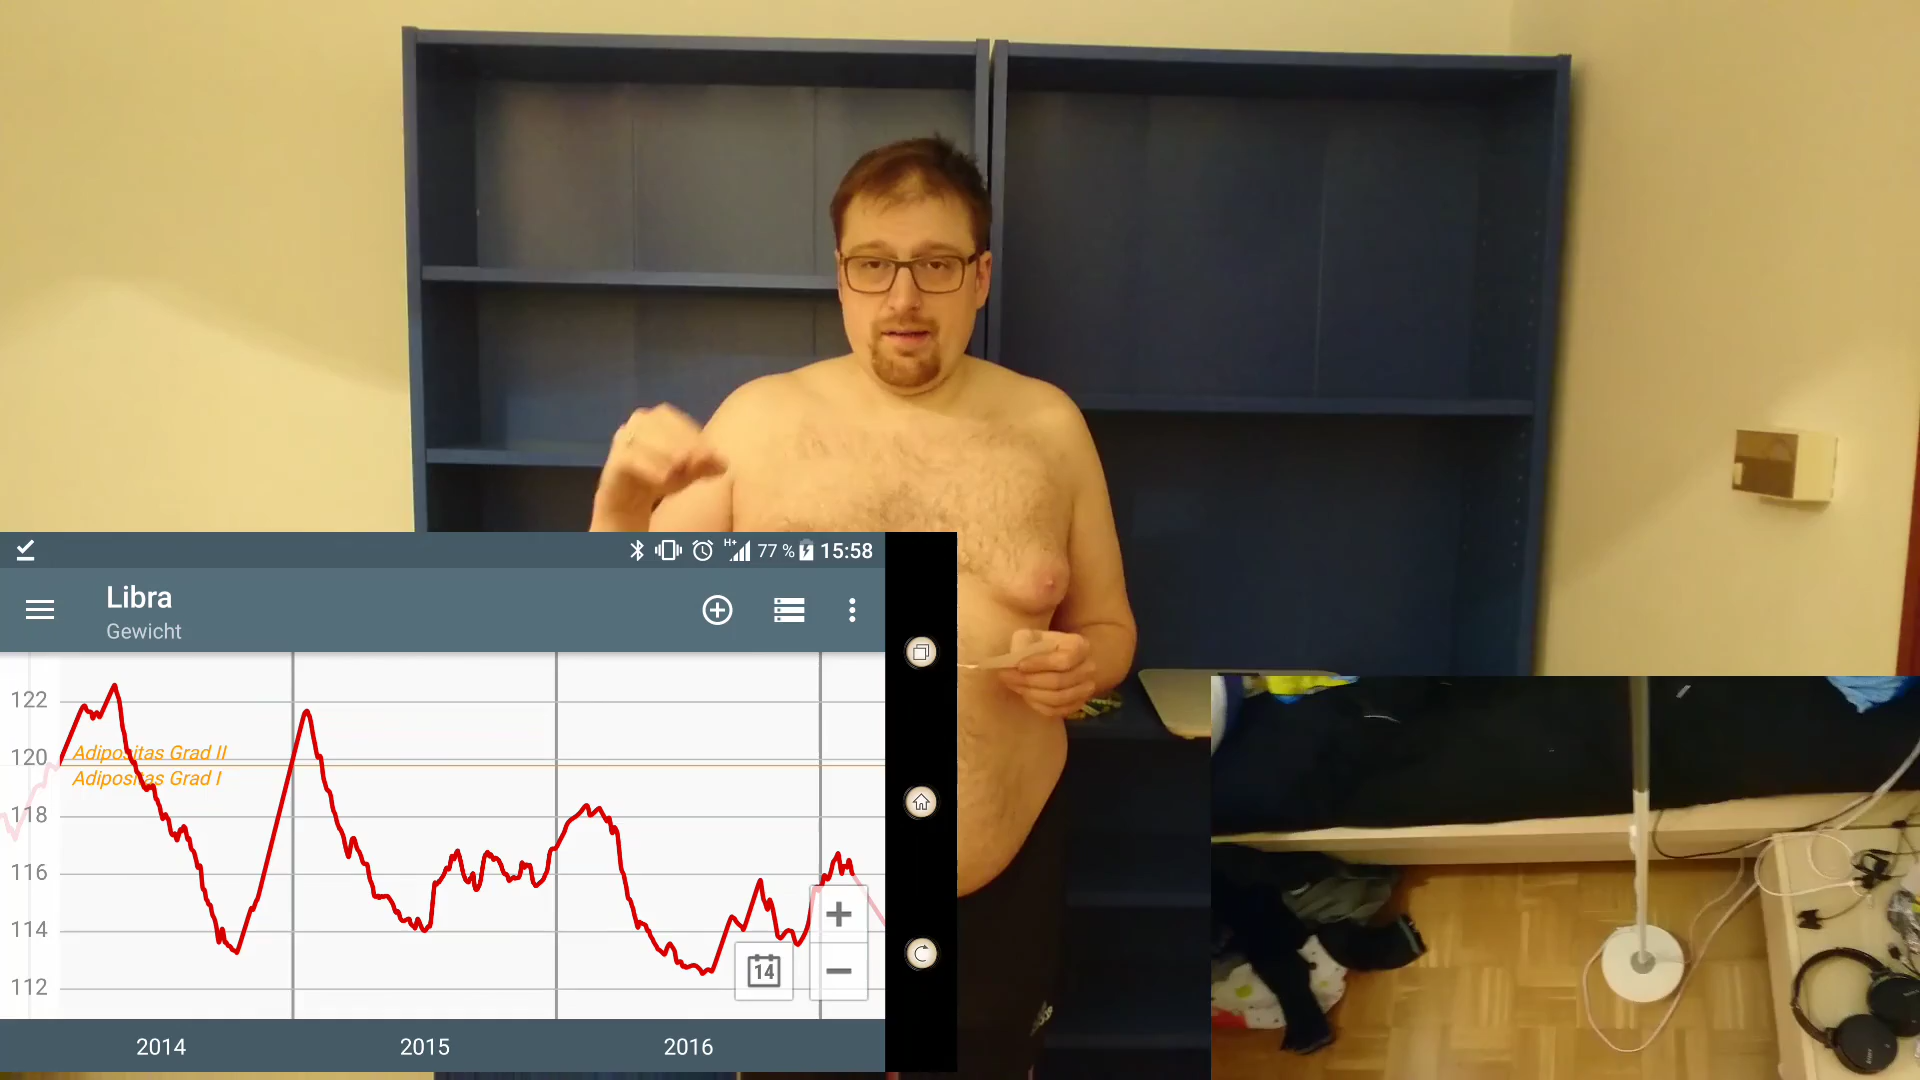 77 % 15:58
Libra
Gewicht
122
120
118
116
114
112
Adipositas Grad II
Adipositas Grad I
H+
14
2014 2015 2016